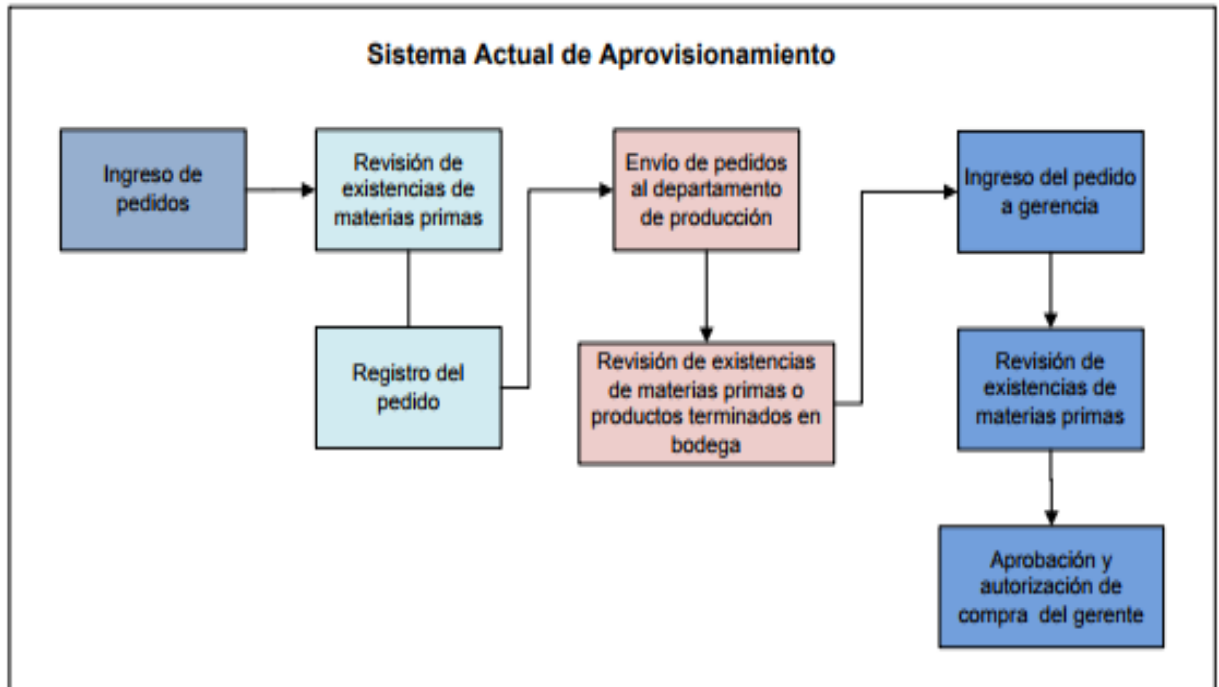 Sistema Actual de Aprovisionamiento
Ingreso de
pedidos
Revisión de
existencias de
materias primas
Registro del
pedido
Envío de pedidos
al departamento
de producción
Revisión de existencias
de materias primas o
productos terminados en
bodega
Ingreso del pedido
a gerencia
Revisión de
existencias de
materias primas
Aprobación y
autorización de
compra del gerente